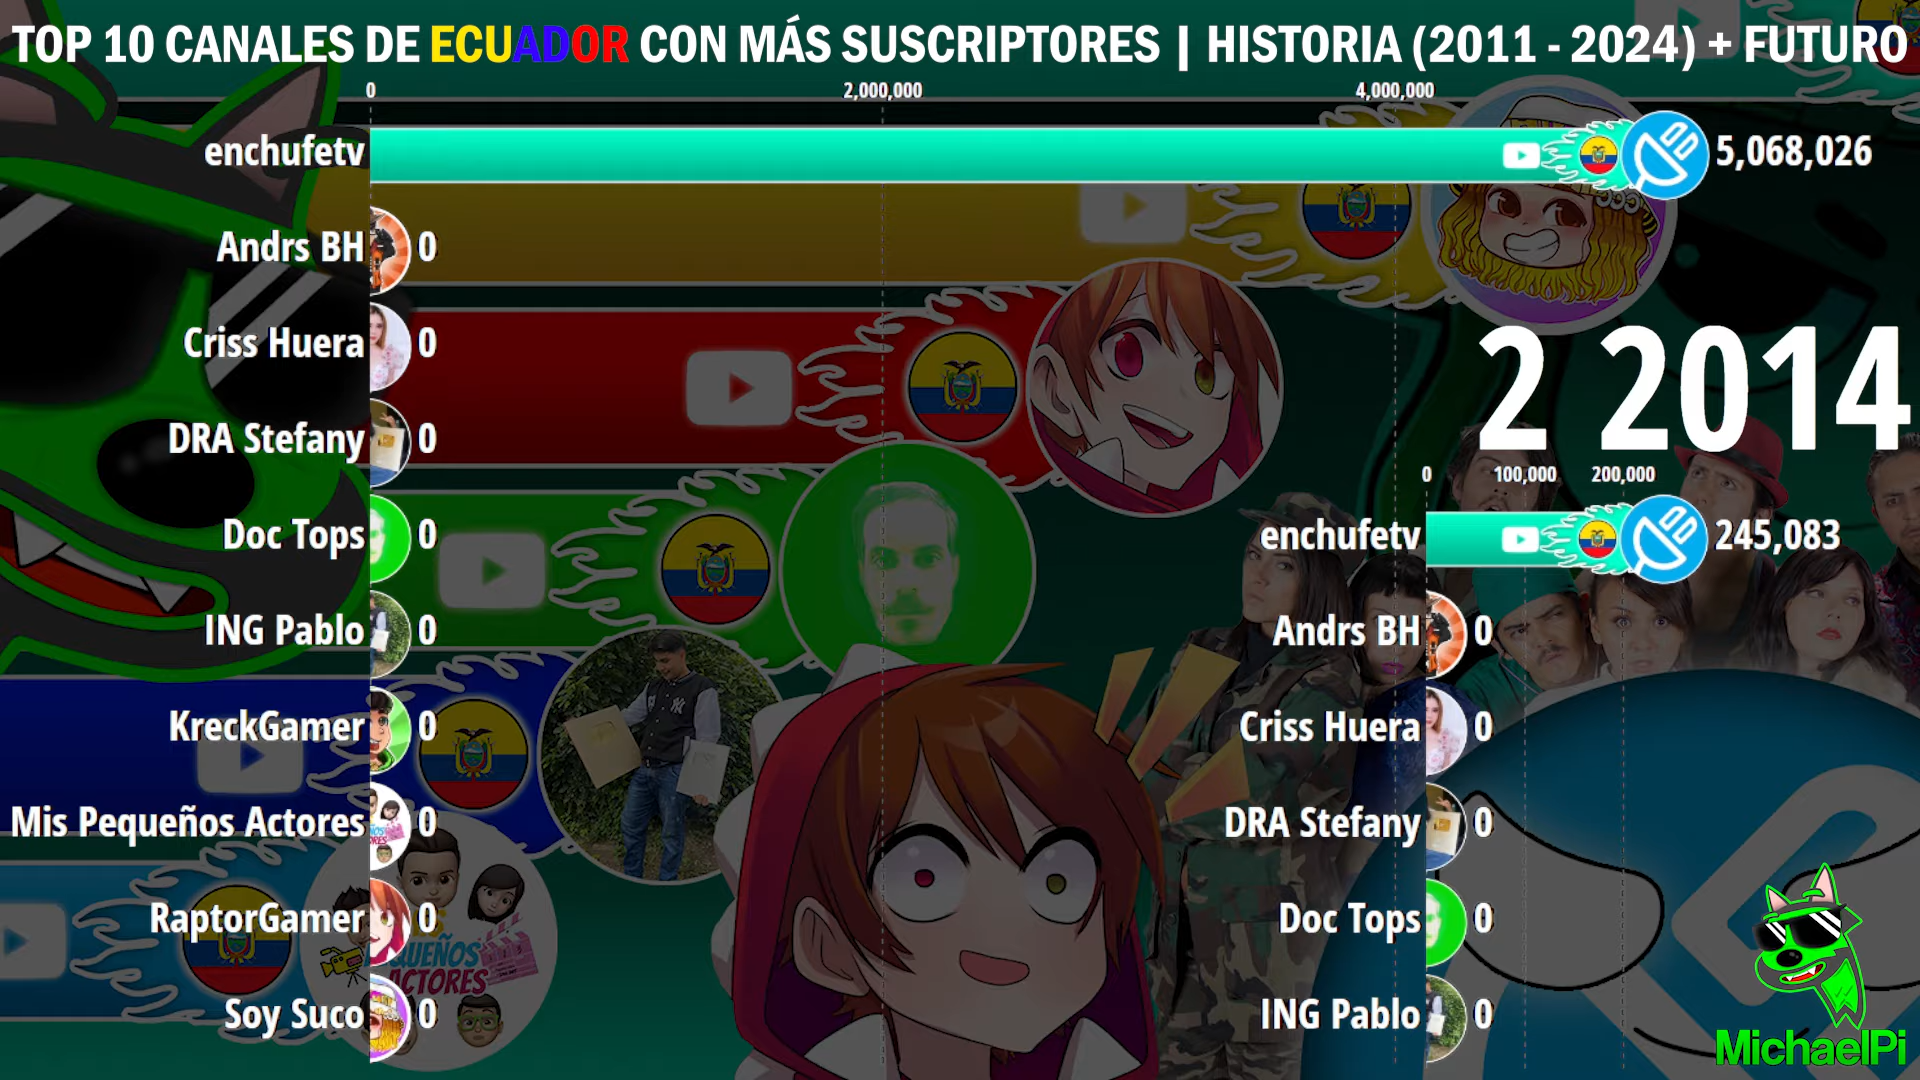 TOP 10 CANALES DE ECUADOR CON MÁS SUSCRIPTORES | HISTORIA (2011 - 2024) + FUTURO
0 2,000,000 4,000,000
enchufetv 5,068,026
Andrs BH 0
Criss Huera 0
DRA Stefany 0
Doc Tops 0
ING Pablo 0
KreckGamer 0
Mis Pequeños Actores 0
RaptorGamer 0
Soy Suco 0
2 2014
0 100,000 200,000
enchufetv 245,083
Andrs BH 0
Criss Huera 0
DRA Stefany 0
Doc Tops 0
ING Pablo 0
MichaelPi